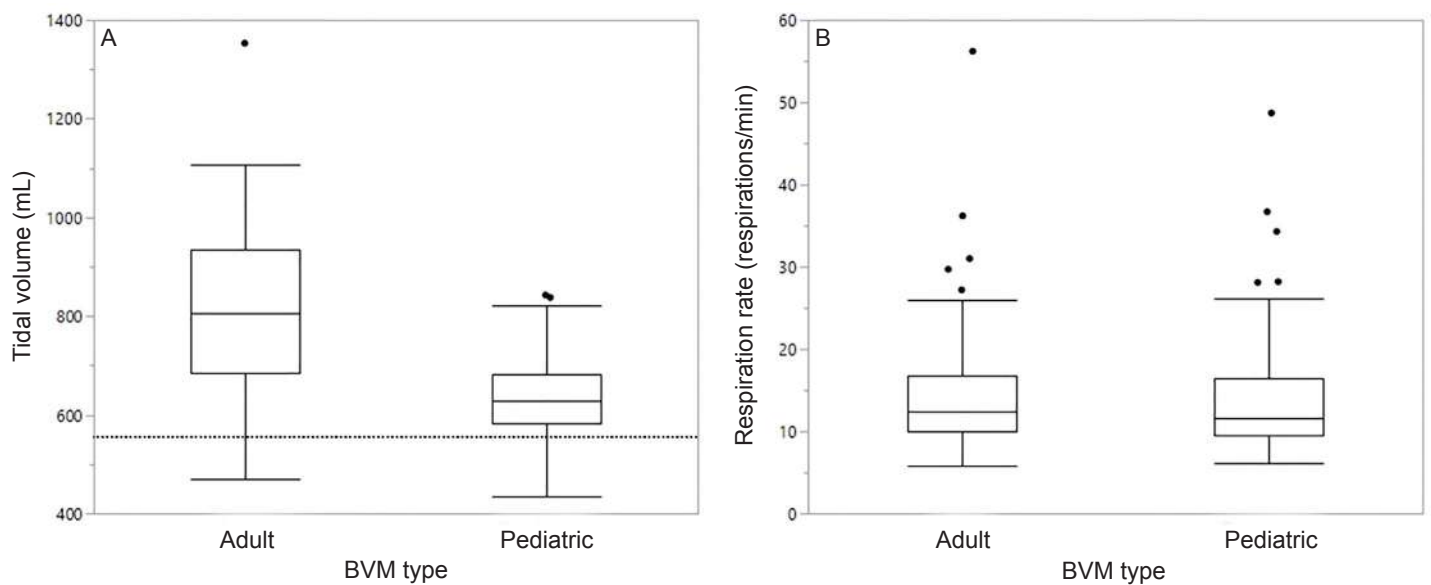 A
Tidal volume (mL)
1400
1200
1000
800
600
400
Adult Pediatric
BVM type
B
Respiration rate (respirations/min)
60
50
40
30
20
10
0
Adult Pediatric
BVM type